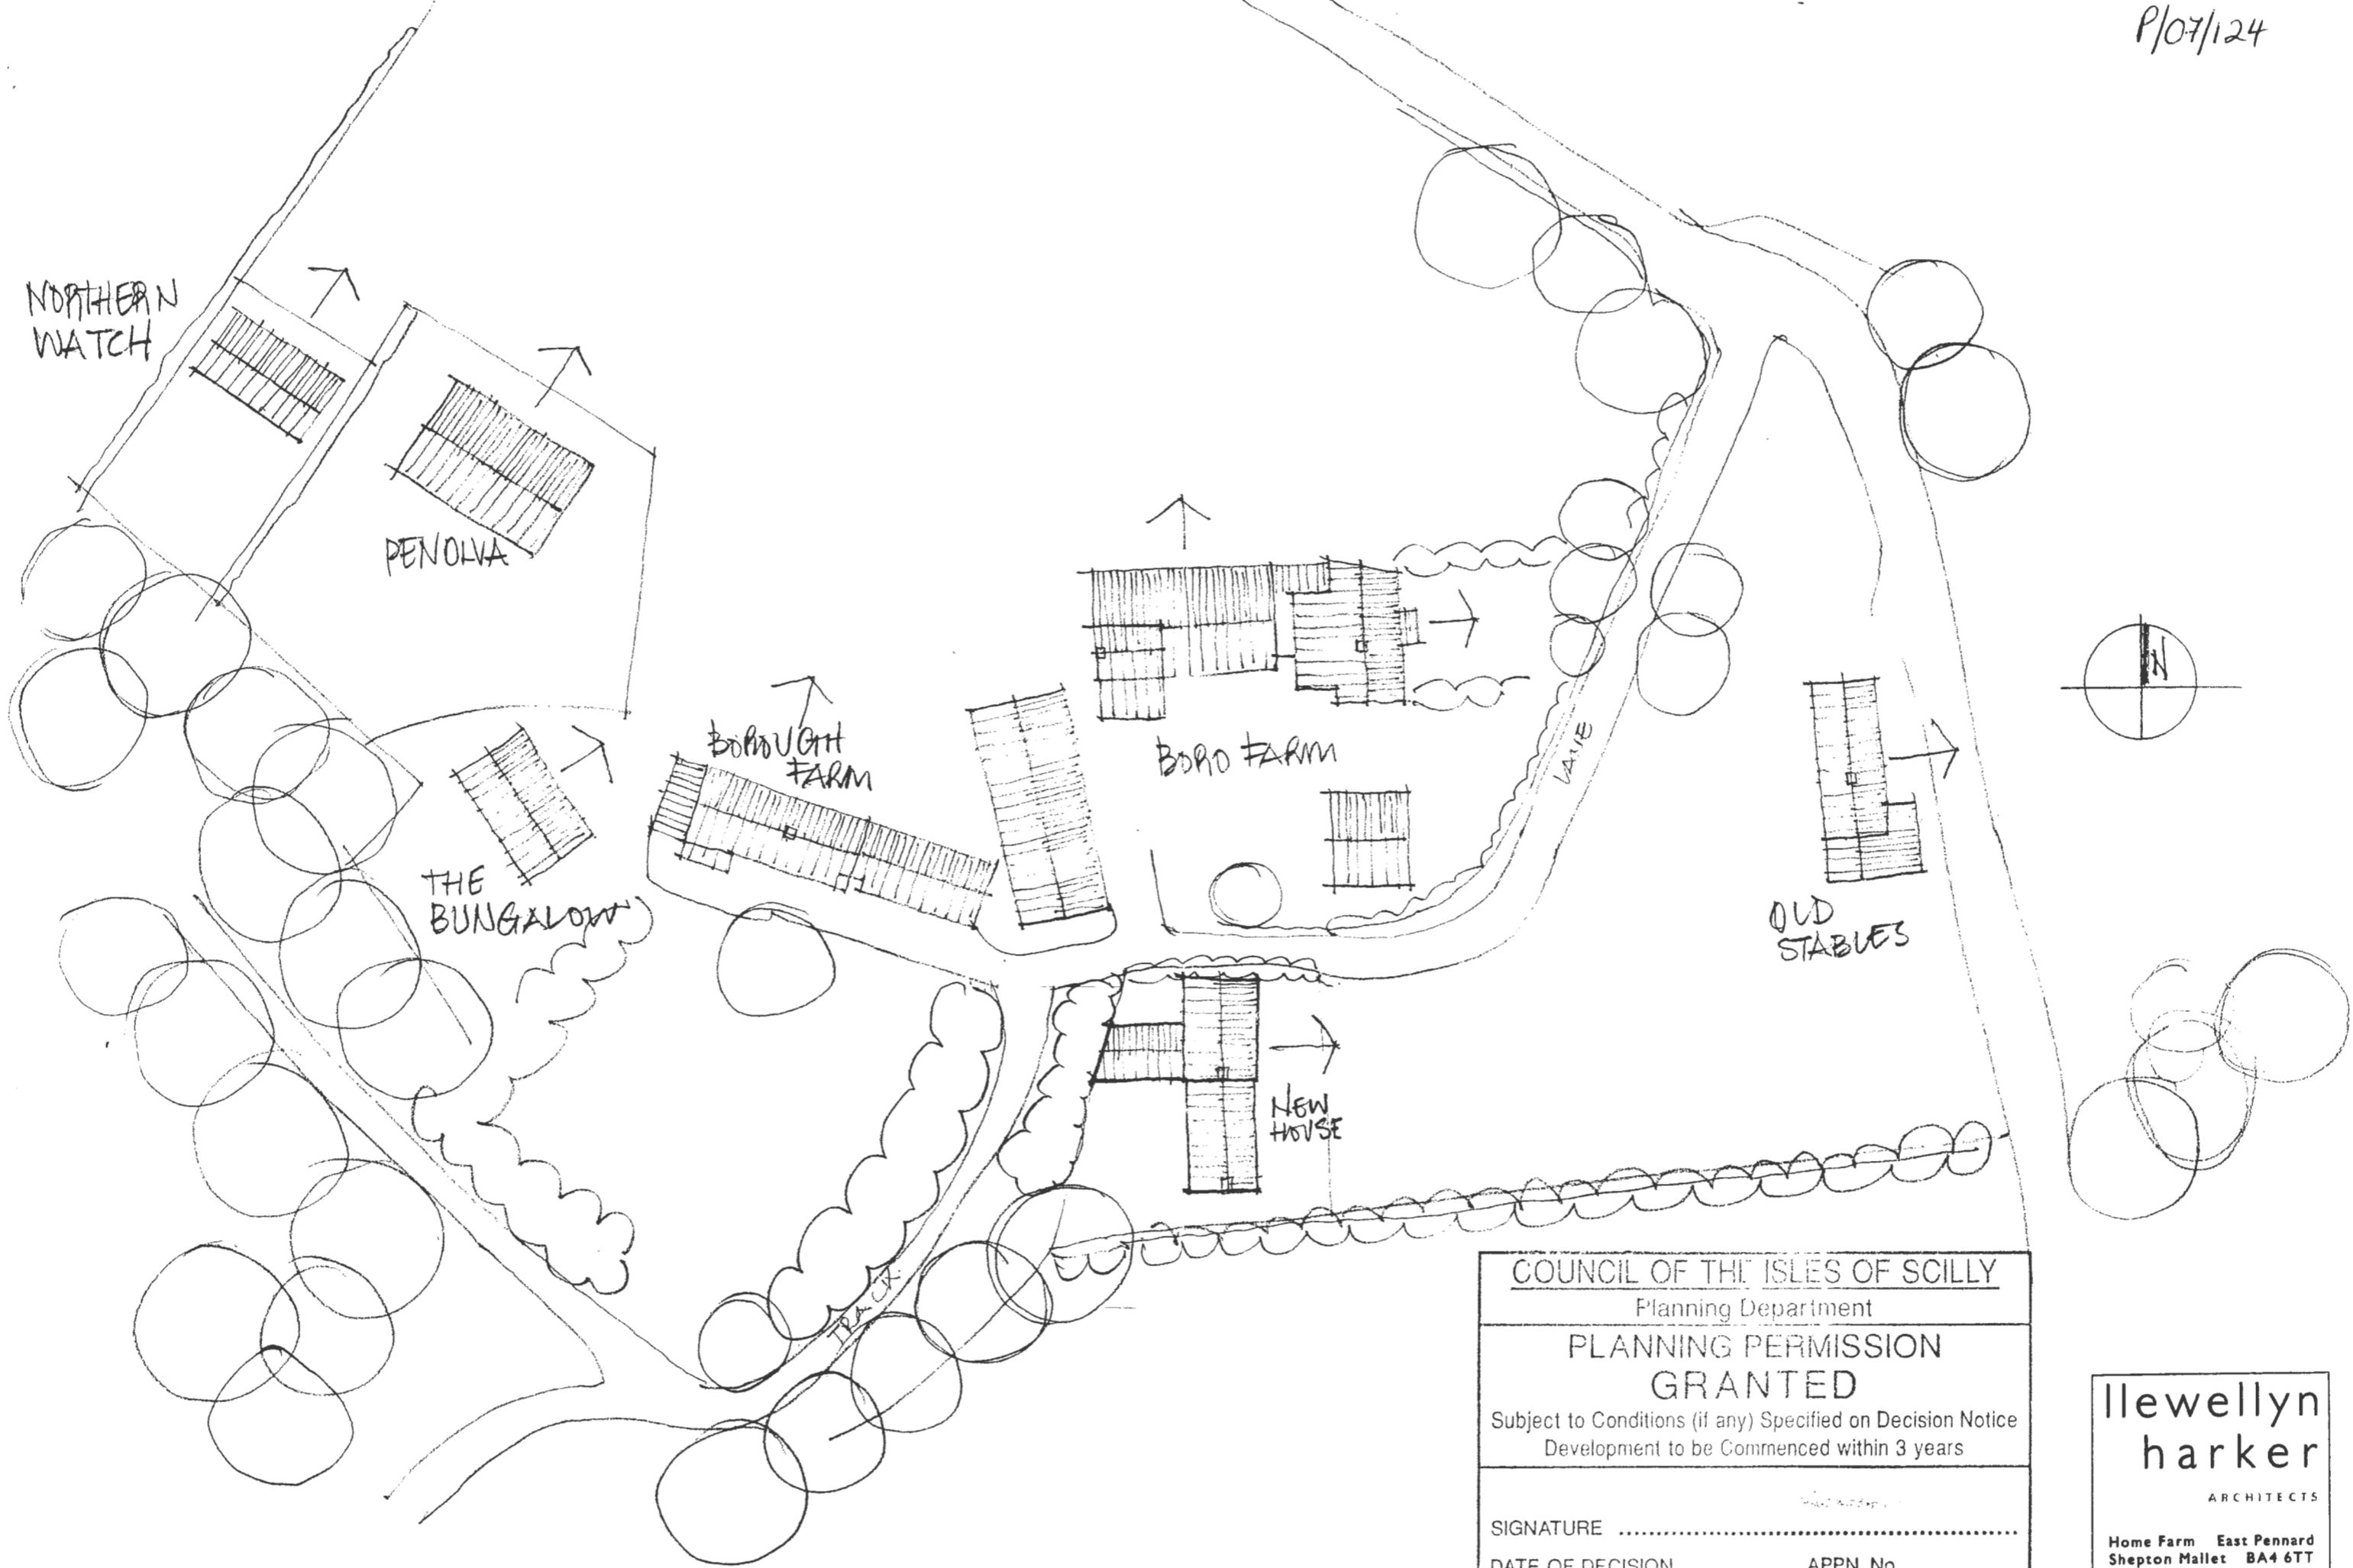 P/07/124
NORTHERN
WATCH
PENOLVA
BOROUGH
FARM
BORO FARM
LANE
N
THE
BUNGALOW
OLD
STABLES
NEW
HOUSE
TRACK
COUNCIL OF THE ISLES OF SCILLY
Planning Department
PLANNING PERMISSION
GRANTED
Subject to Conditions (if any) Specified on Decision Notice
Development to be Commenced within 3 years
SIGNATURE
DATE OF DECISION APPN. No.
llewellyn
harker
ARCHITECTS
Home Farm East Pennard
Shepton Mallet BA4 6TT